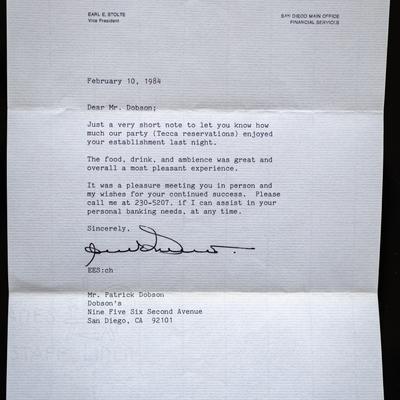 EARL E. STOLTE
Vice President
SAN DIEGO MAIN OFFICE
FINANCIAL SERVICES
February 10, 1984
Dear Mr. Dobson;
Just a very short note to let you know how
much our party (Tecca reservations) enjoyed
your establishment last night.
The food, drink, and ambience was great and
overall a most pleasant experience.
It was a pleasure meeting you in person and
my wishes for your continued success. Please
call me at 230-5207, if I can assist in your
personal banking needs, at any time.
Sincerely,
EES:ch
Mr. Patrick Dobson
Dobson's
Nine Five Six Second Avenue
San Diego, CA 92101